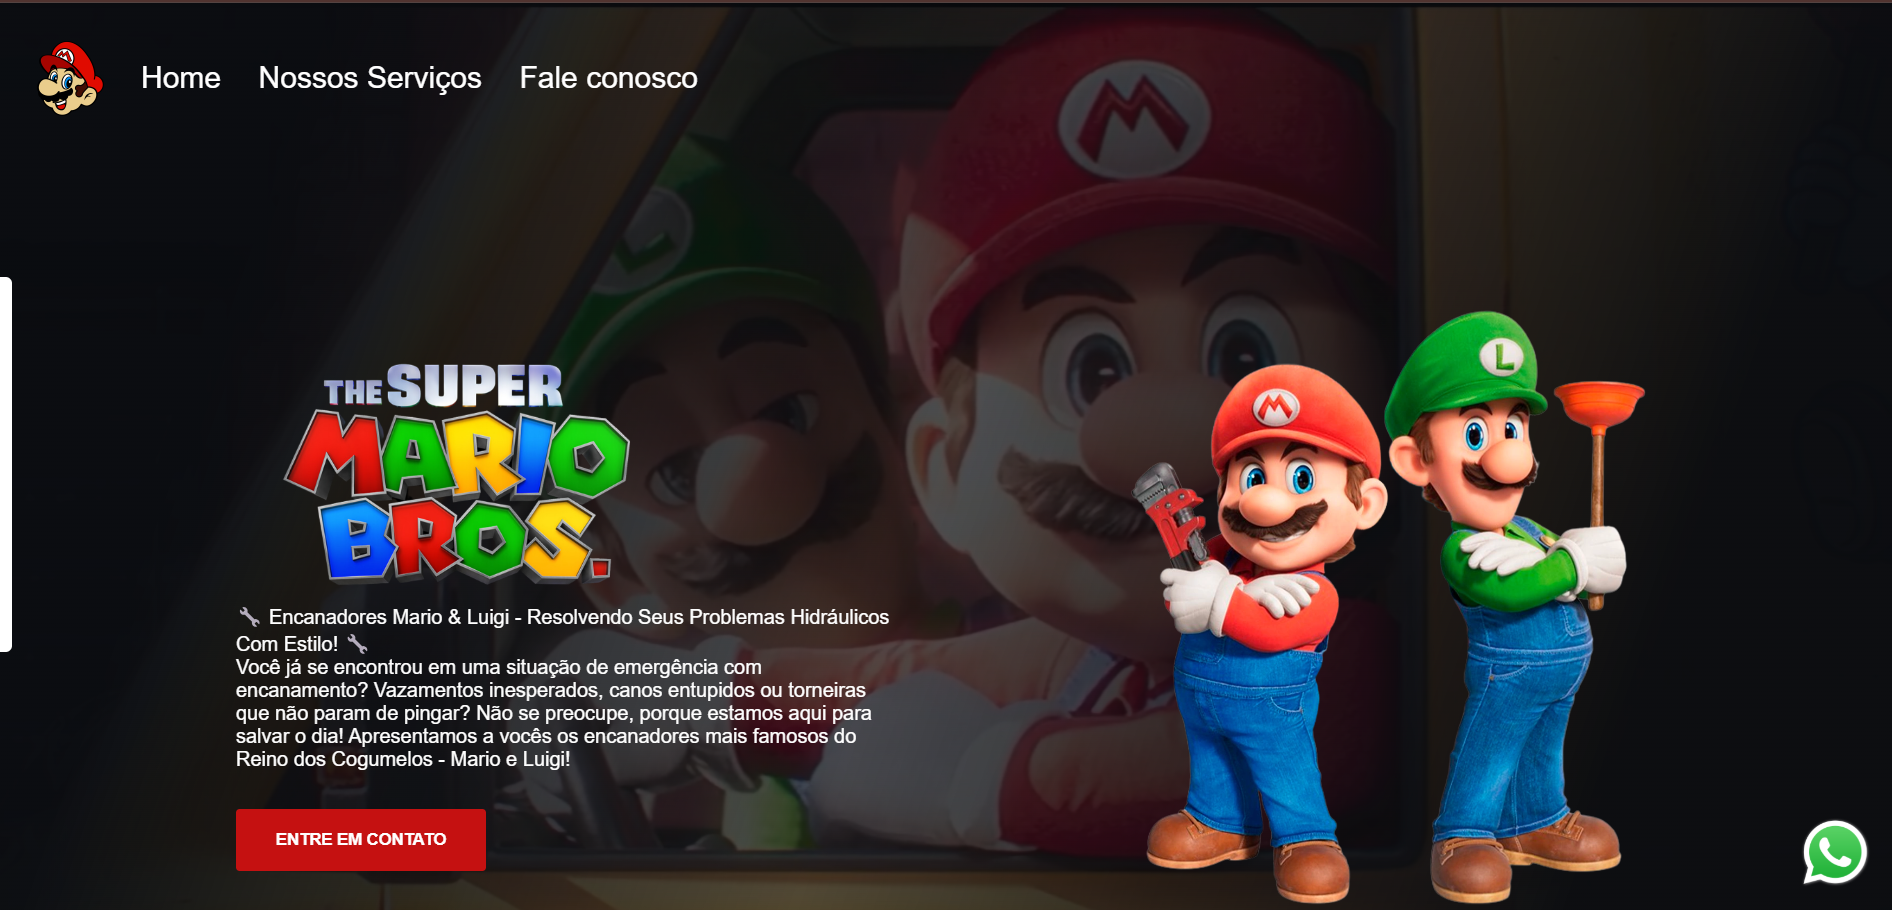 Home Nossos Serviços Fale conosco
THE SUPER
MARIO
BROS.
🔧 Encanadores Mario & Luigi - Resolvendo Seus Problemas Hidráulicos
Com Estilo! 🔧
Você já se encontrou em uma situação de emergência com
encanamento? Vazamentos inesperados, canos entupidos ou torneiras
que não param de pingar? Não se preocupe, porque estamos aqui para
salvar o dia! Apresentamos a vocês os encanadores mais famosos do
Reino dos Cogumelos - Mario e Luigi!
ENTRE EM CONTATO
M
L
M
L
M